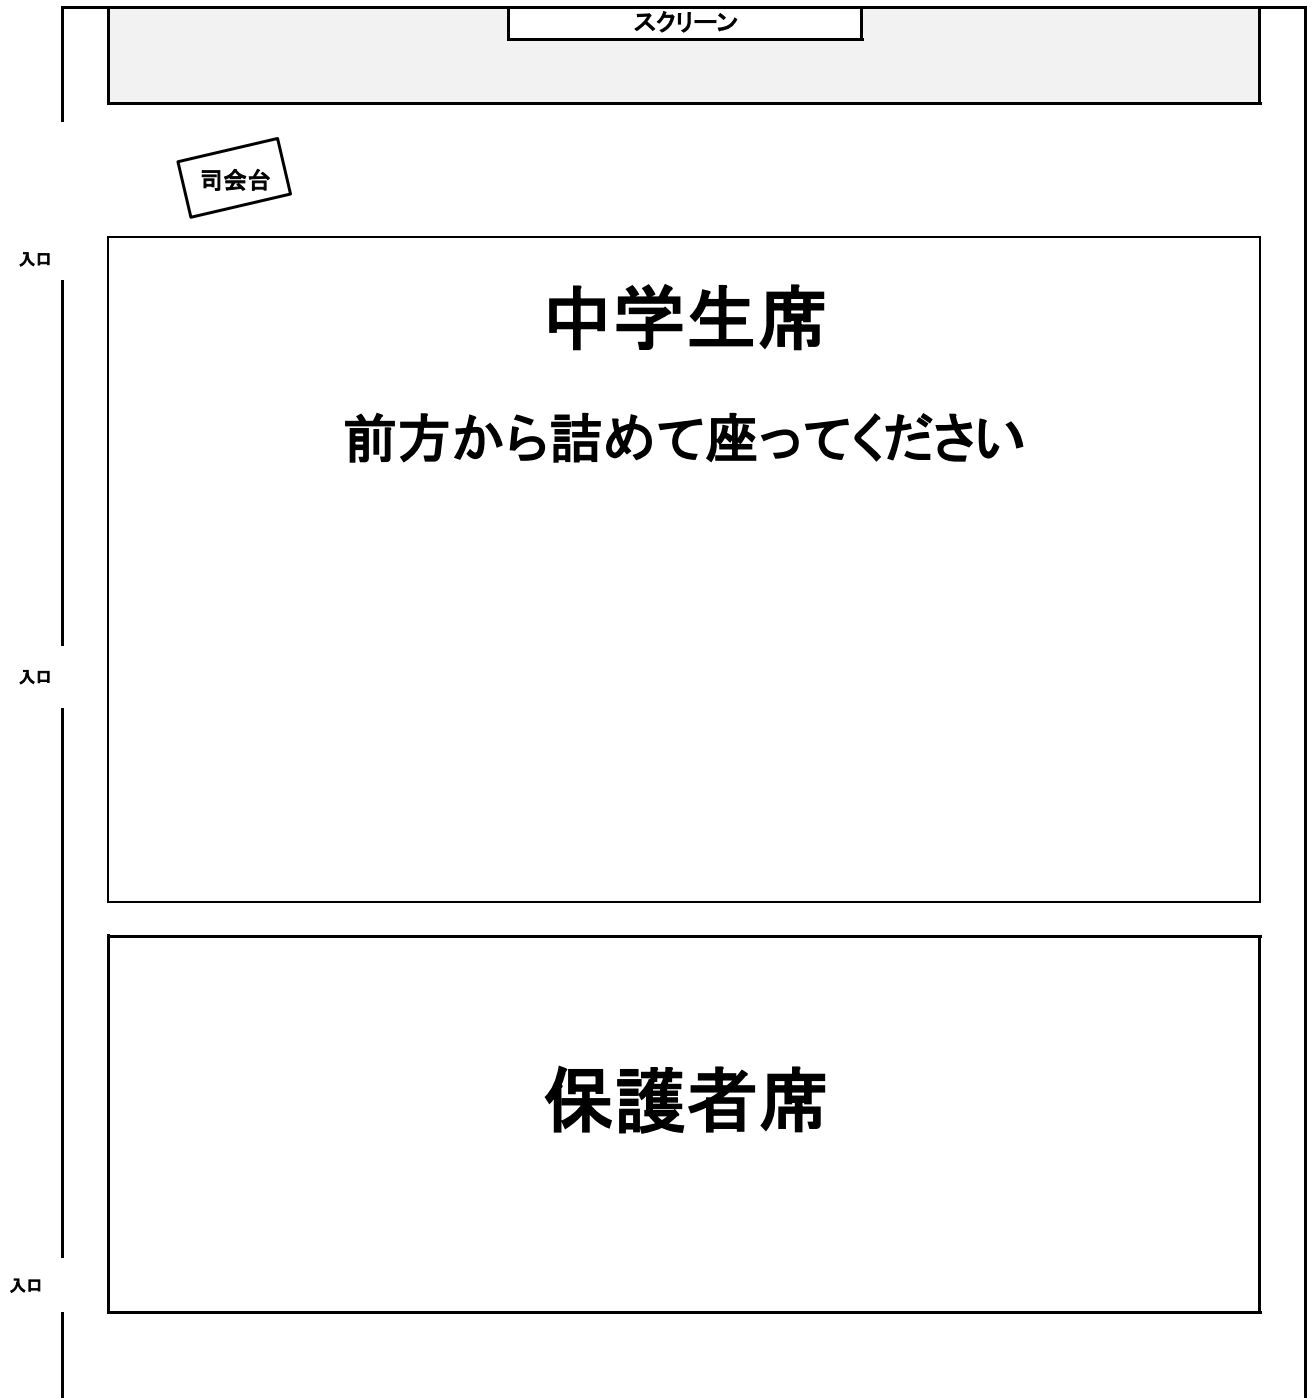 スクリーン
司会台
入口
中学生席
前方から詰めて座ってください
入口
保護者席
入口